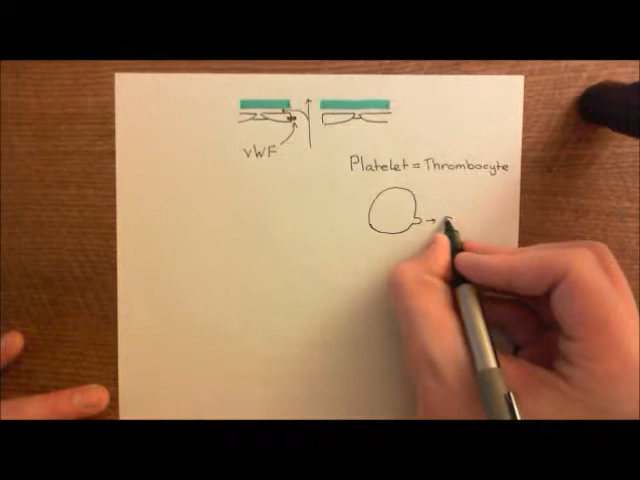 vWF
Platelet = Thrombocyte